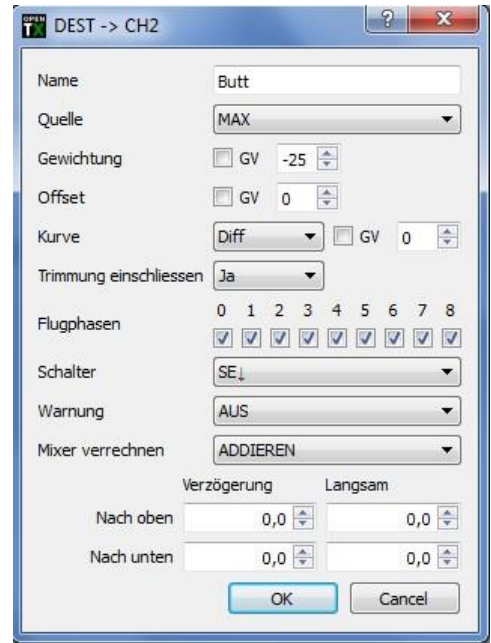 OPEN TX DEST -> CH2
Name Butt
Quelle MAX
Gewichtung GV -25
Offset GV 0
Kurve Diff GV 0
Trimmung einschliessen Ja
0 1 2 3 4 5 6 7 8
Flugphasen
Schalter SE↓
Warnung AUS
Mixer verrechnen ADDIEREN
Verzögerung Langsam
Nach oben 0,0 0,0
Nach unten 0,0 0,0
OK Cancel